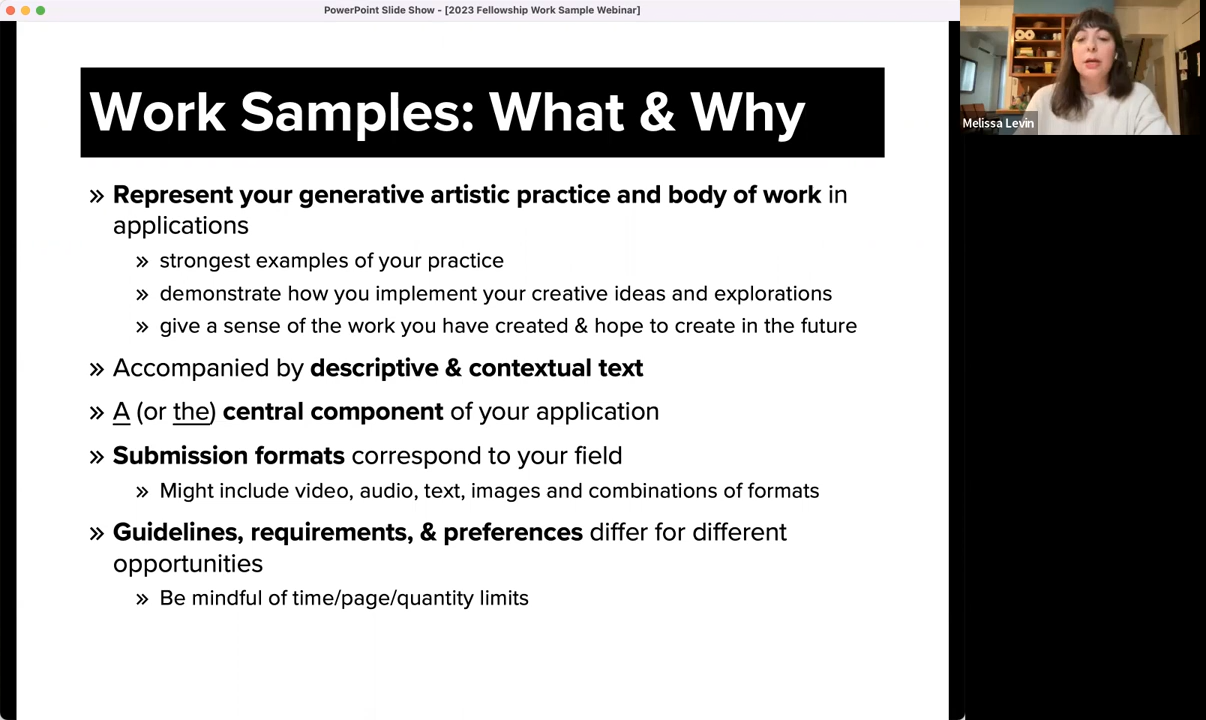 PowerPoint Slide Show - [2023 Fellowship Work Sample Webinar]
Work Samples: What & Why
» Represent your generative artistic practice and body of work in
applications
» strongest examples of your practice
» demonstrate how you implement your creative ideas and explorations
» give a sense of the work you have created & hope to create in the future
» Accompanied by descriptive & contextual text
» A (or the) central component of your application
» Submission formats correspond to your field
» Might include video, audio, text, images and combinations of formats
» Guidelines, requirements, & preferences differ for different
opportunities
» Be mindful of time/page/quantity limits
Melissa Levin